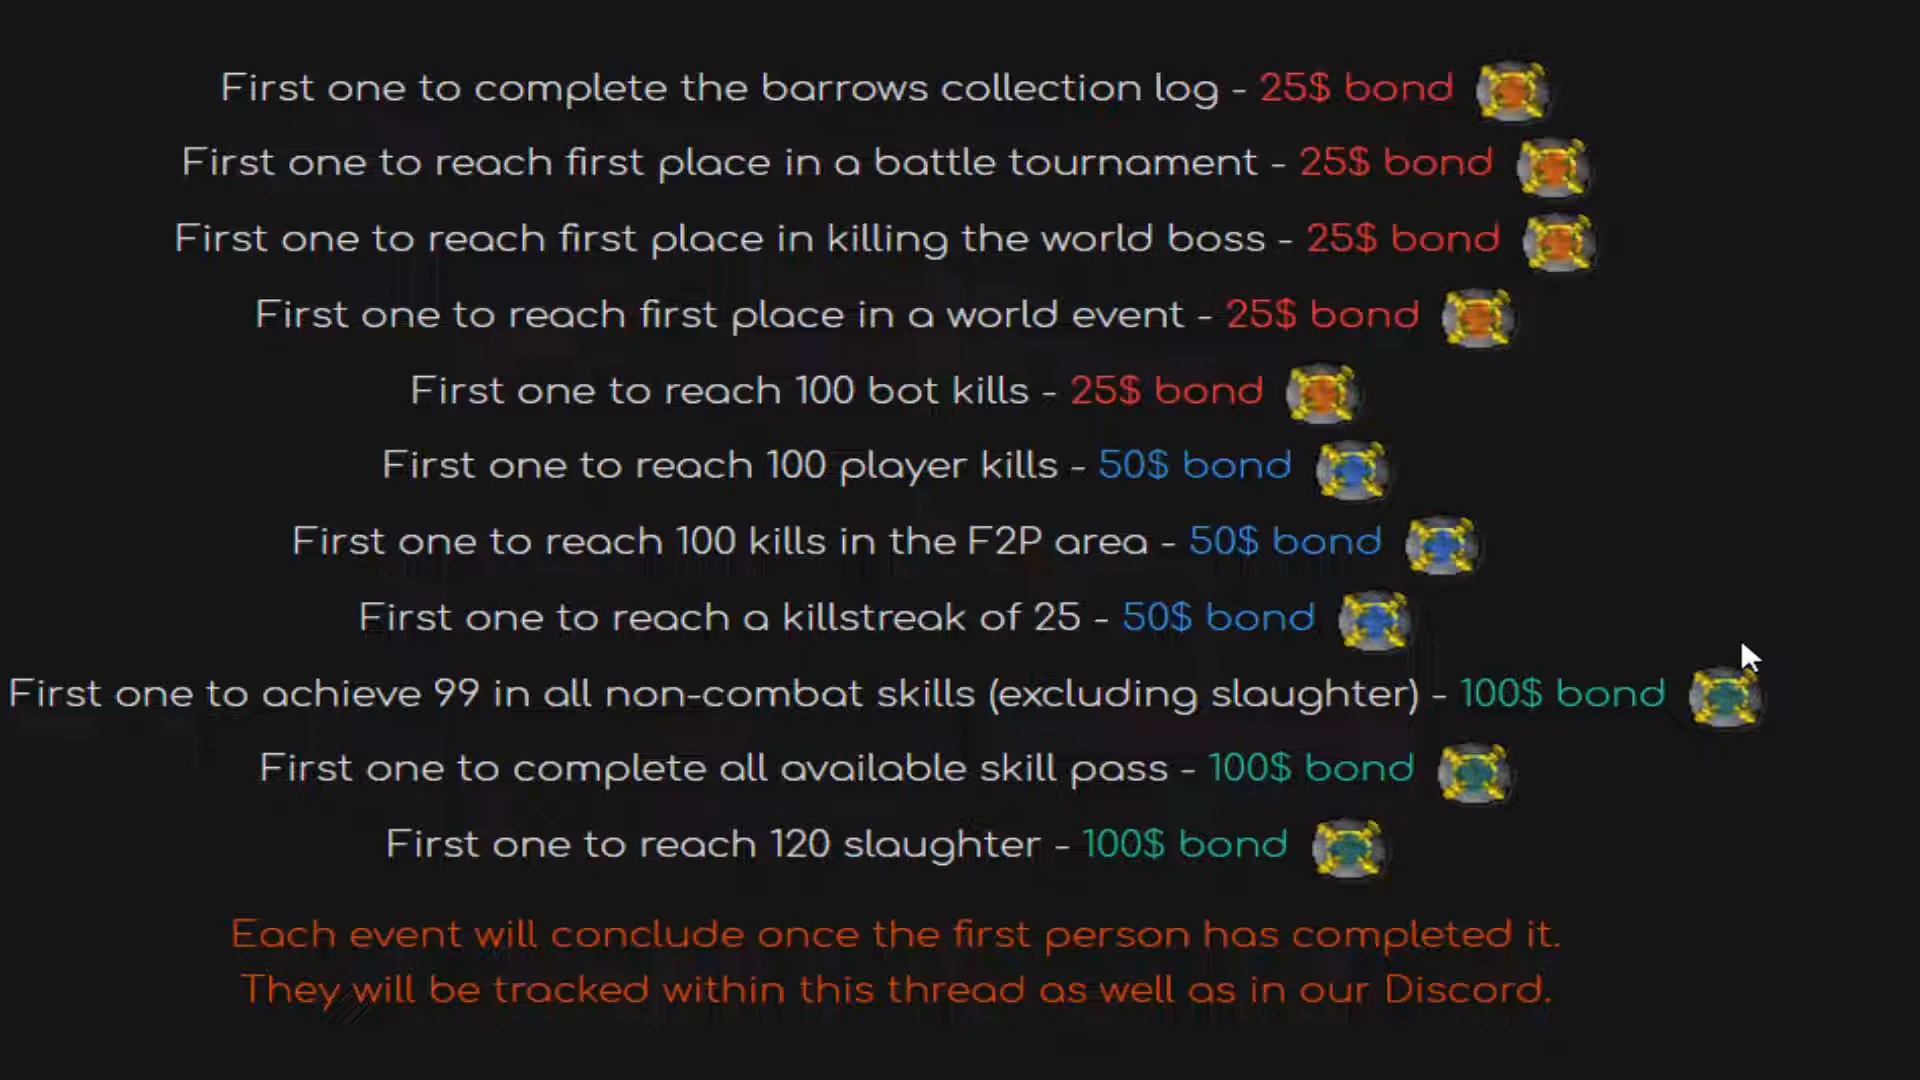 First one to complete the barrows collection log - 25$ bond
First one to reach first place in a battle tournament - 25$ bond
First one to reach first place in killing the world boss - 25$ bond
First one to reach first place in a world event - 25$ bond
First one to reach 100 bot kills - 25$ bond
First one to reach 100 player kills - 50$ bond
First one to reach 100 kills in the F2P area - 50$ bond
First one to reach a killstreak of 25 - 50$ bond
First one to achieve 99 in all non-combat skills (excluding slaughter) - 100$ bond
First one to complete all available skill pass - 100$ bond
First one to reach 120 slaughter - 100$ bond
Each event will conclude once the first person has completed it.
They will be tracked within this thread as well as in our Discord.